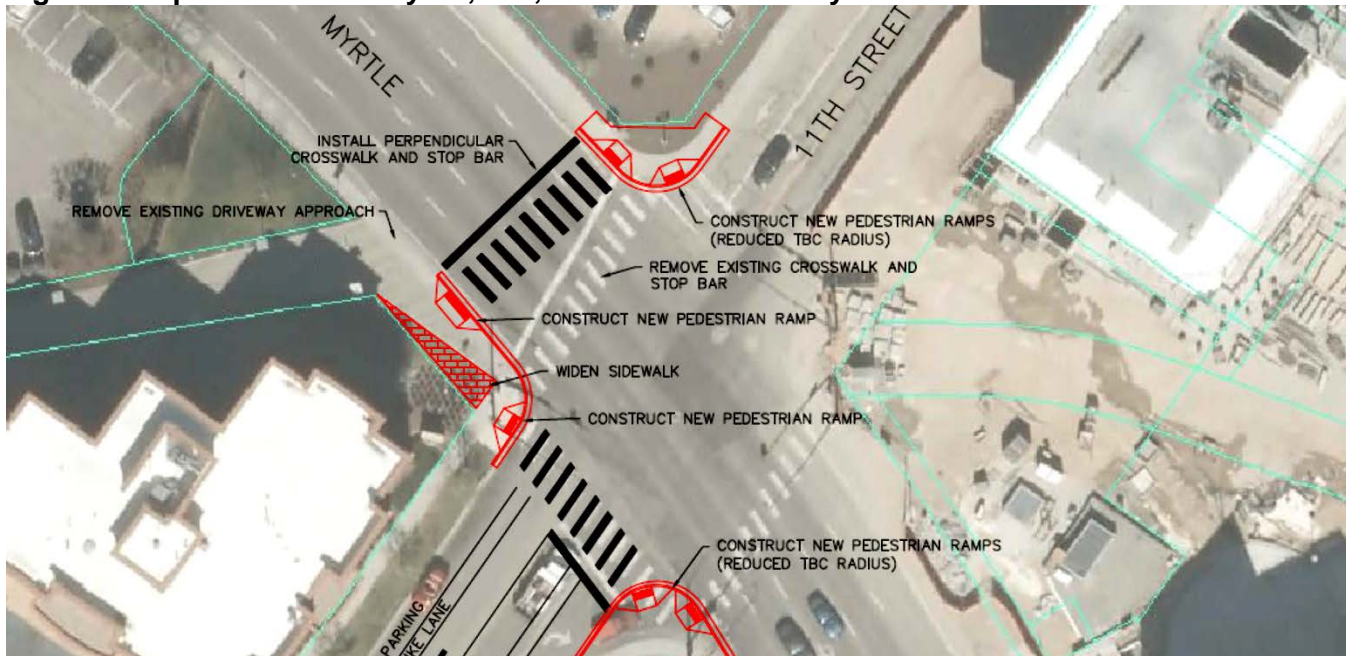 MYRTLE
11TH STREET
INSTALL PERPENDICULAR
CROSSWALK AND STOP BAR
REMOVE EXISTING DRIVEWAY APPROACH
CONSTRUCT NEW PEDESTRIAN RAMPS
(REDUCED TBC RADIUS)
REMOVE EXISTING CROSSWALK AND
STOP BAR
CONSTRUCT NEW PEDESTRIAN RAMP
WIDEN SIDEWALK
CONSTRUCT NEW PEDESTRIAN RAMP
CONSTRUCT NEW PEDESTRIAN RAMPS
(REDUCED TBC RADIUS)
PARKING
LANE